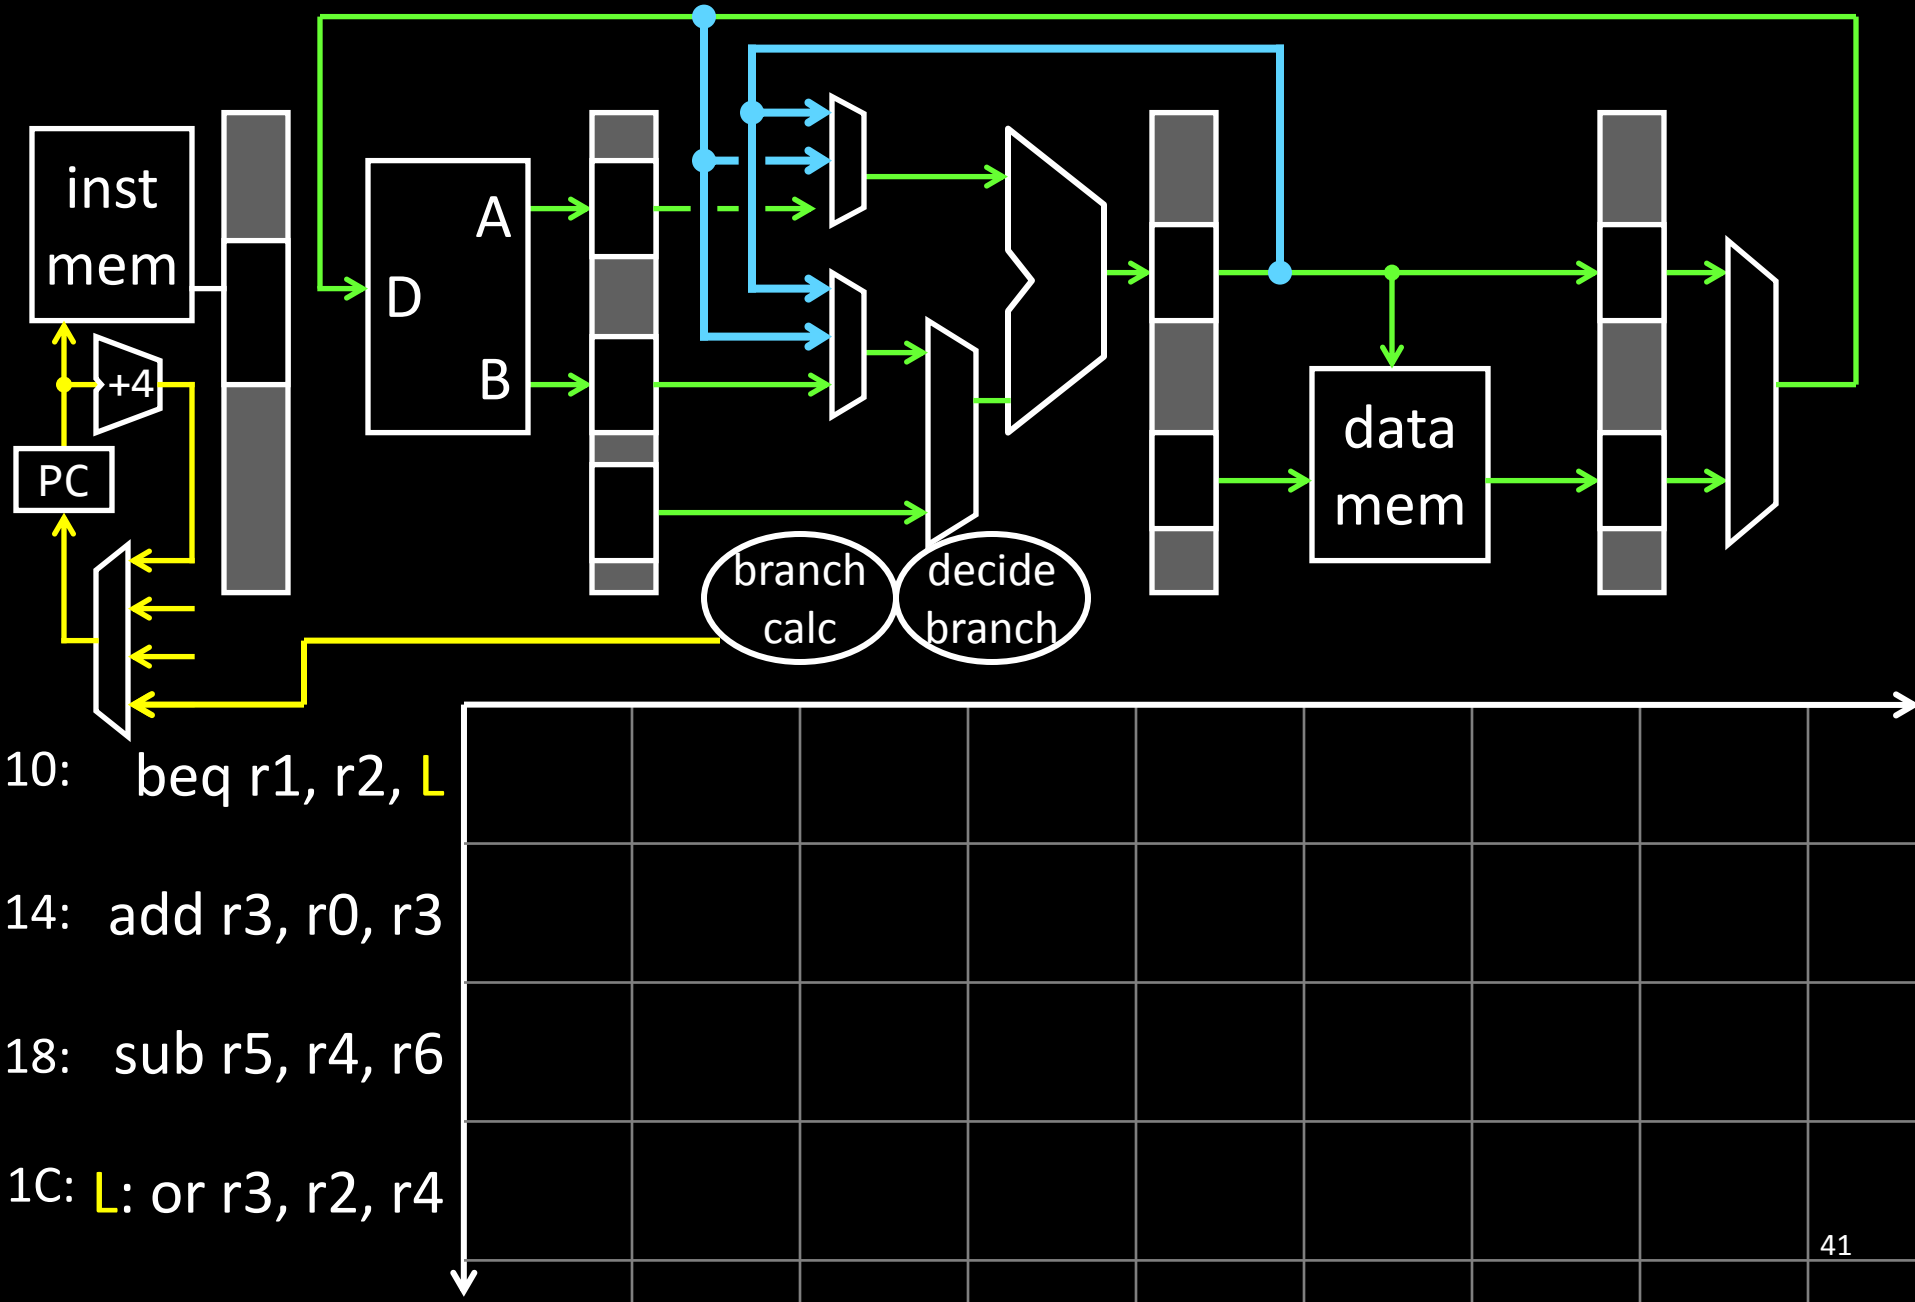 inst
mem
+4
PC
A
D
B
branch
calc
decide
branch
data
mem
10: beq r1, r2, L
14: add r3, r0, r3
18: sub r5, r4, r6
1C: L: or r3, r2, r4
41